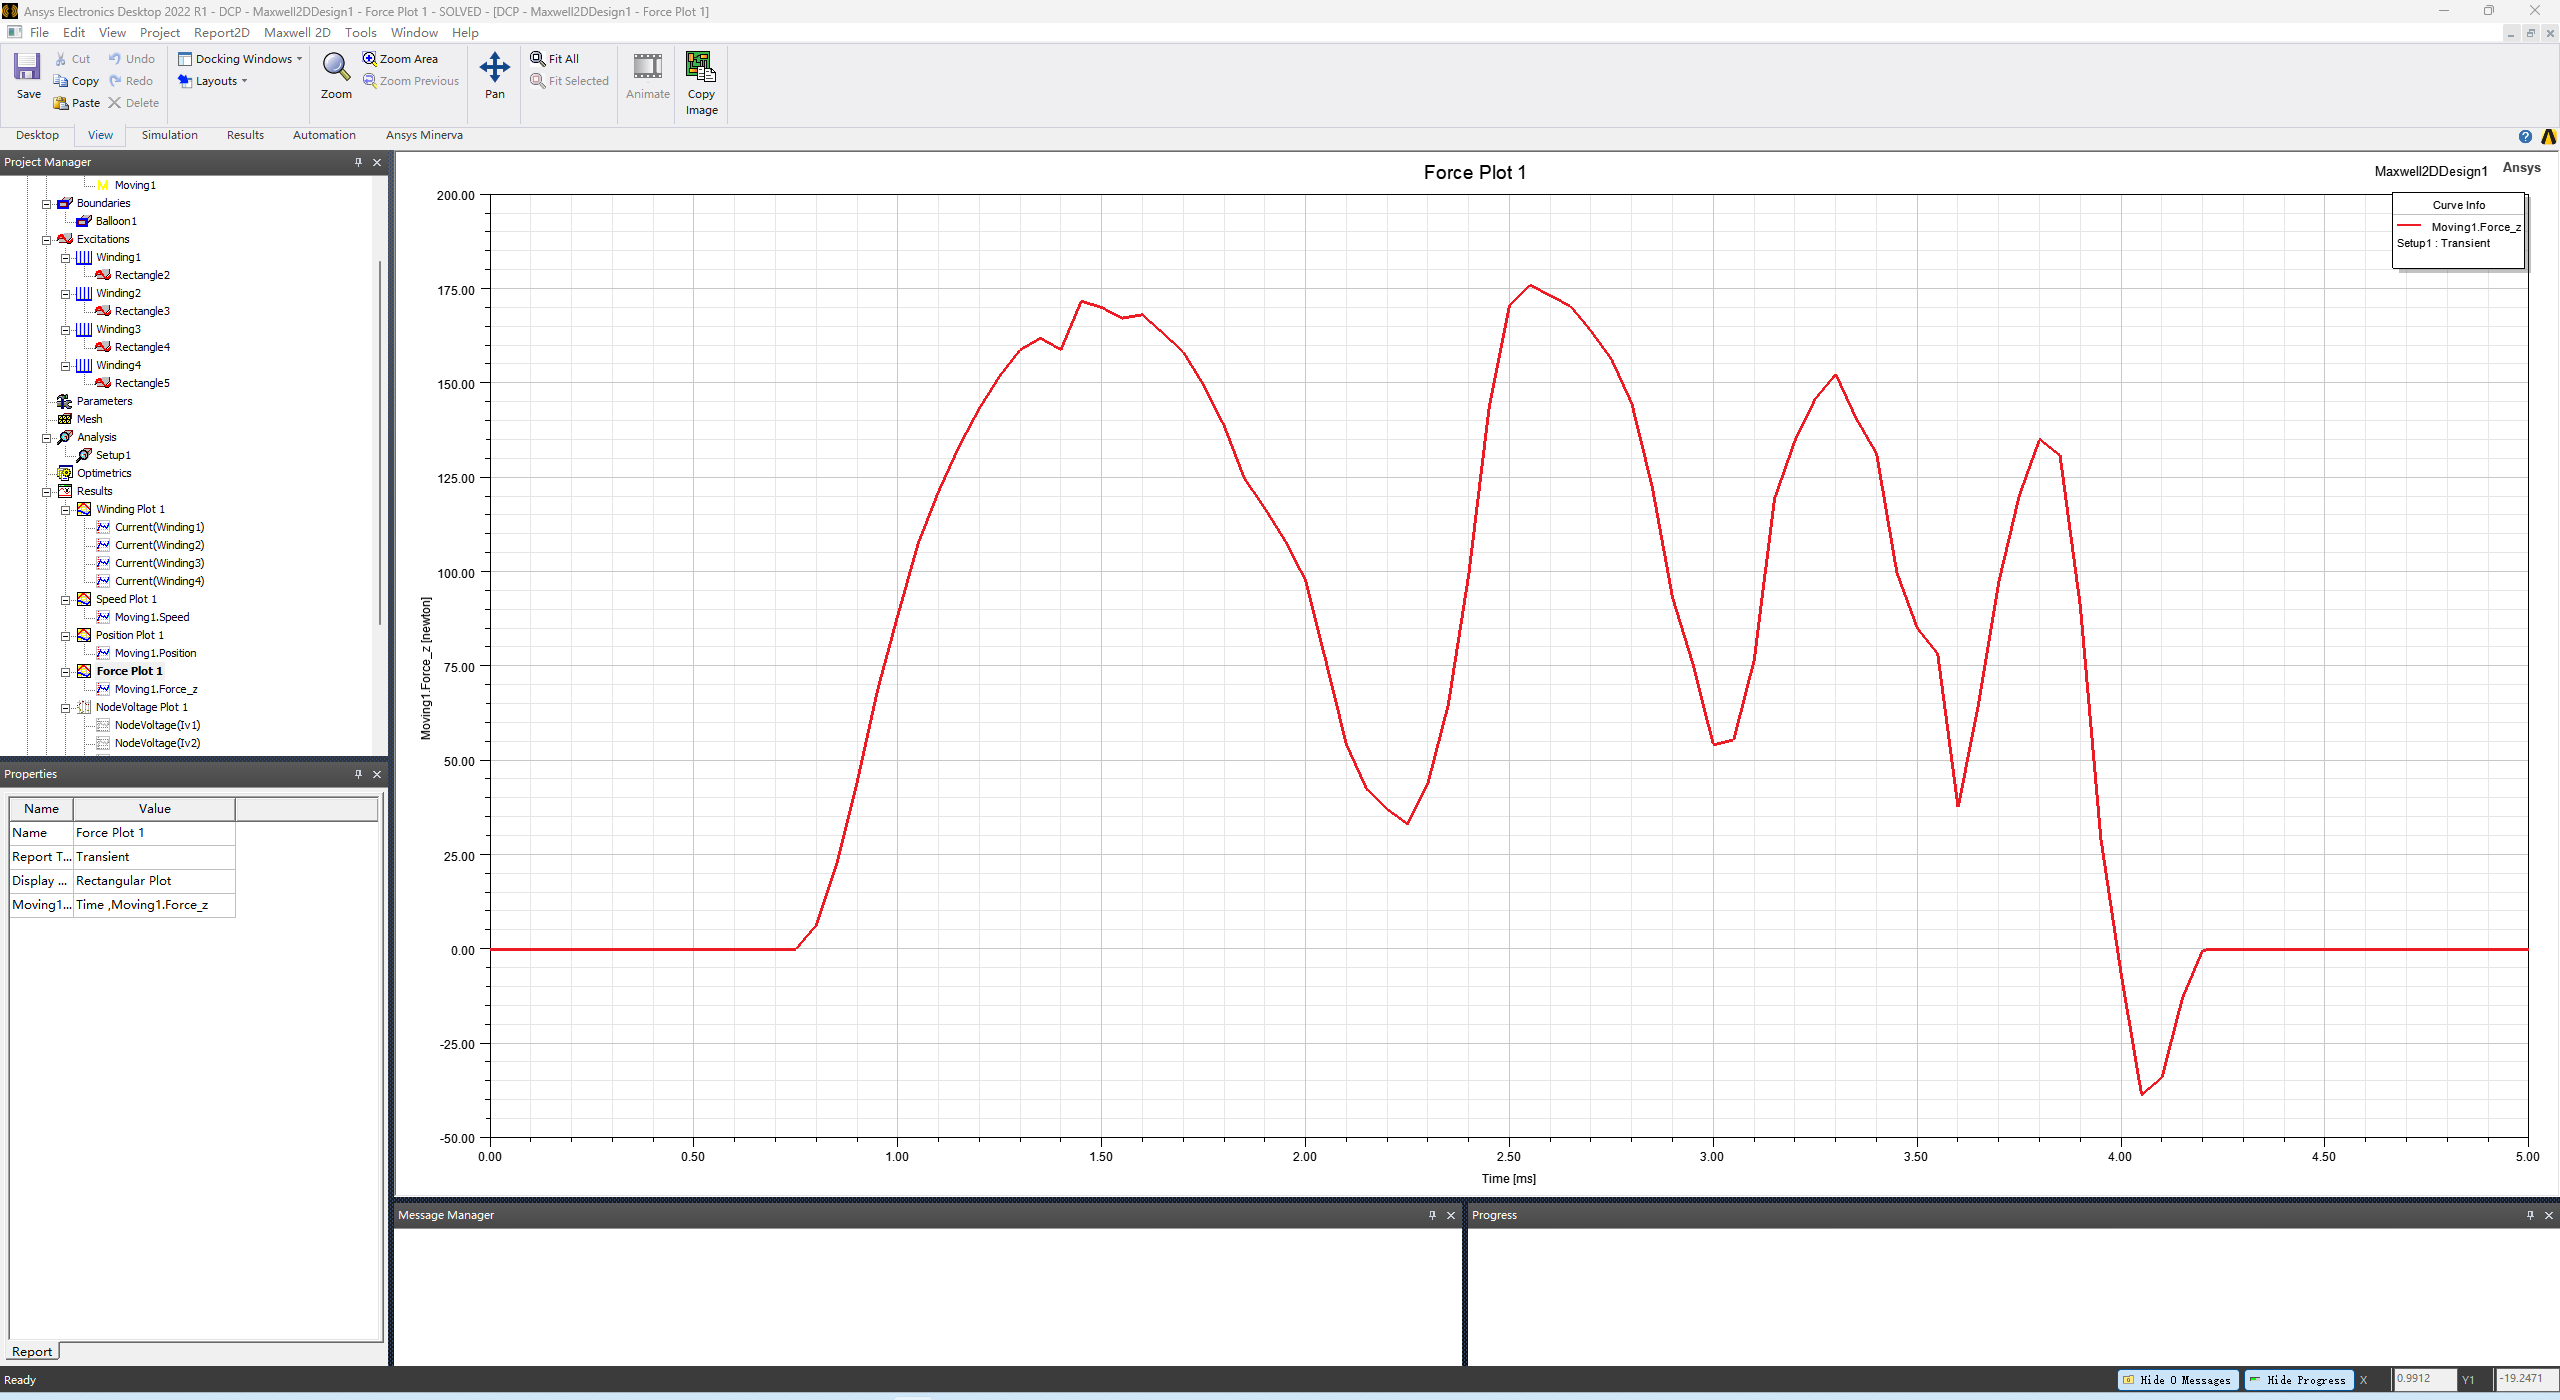 Ansys Electronics Desktop 2022 R1 - DCP - Maxwell2DDesign1 - Force Plot 1 - SOLVED - [DCP - Maxwell2DDesign1 - Force Plot 1]
File Edit View Project Report2D Maxwell 2D Tools Window Help
Save
Cut
Copy
Paste
Undo
Redo
Delete
Docking Windows
Layouts
Zoom
Zoom Area
Zoom Previous
Pan
Fit All
Fit Selected
Animate
Copy
Image
Desktop View Simulation Results Automation Ansys Minerva
Project Manager
Moving1
Boundaries
Balloon1
Excitations
Winding1
Rectangle2
Winding2
Rectangle3
Winding3
Rectangle4
Winding4
Rectangle5
Parameters
Mesh
Analysis
Setup1
Optimetrics
Results
Winding Plot 1
Current(Winding1)
Current(Winding2)
Current(Winding3)
Current(Winding4)
Speed Plot 1
Moving1.Speed
Position Plot 1
Moving1.Position
Force Plot 1
Moving1.Force_z
NodeVoltage Plot 1
NodeVoltage(Iv1)
NodeVoltage(Iv2)
Properties
Name Value
Name Force Plot 1
Report T... Transient
Display ... Rectangular Plot
Moving1... Time ,Moving1.Force_z
Report
Force Plot 1
Maxwell2DDesign1 Ansys
Curve Info
Moving1.Force_z
Setup1 : Transient
Moving1.Force_z [newton]
200.00
175.00
150.00
125.00
100.00
75.00
50.00
25.00
0.00
-25.00
-50.00
0.00 0.50 1.00 1.50 2.00 2.50 3.00 3.50 4.00 4.50 5.00
Time [ms]
Message Manager
Progress
Ready
Hide 0 Messages Hide Progress X 0.9912 Y1 -19.2471